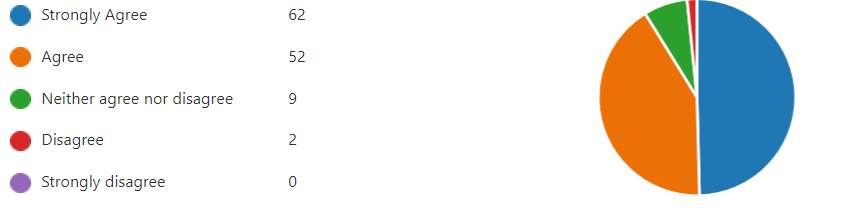 Strongly Agree 62
Agree 52
Neither agree nor disagree 9
Disagree 2
Strongly disagree 0